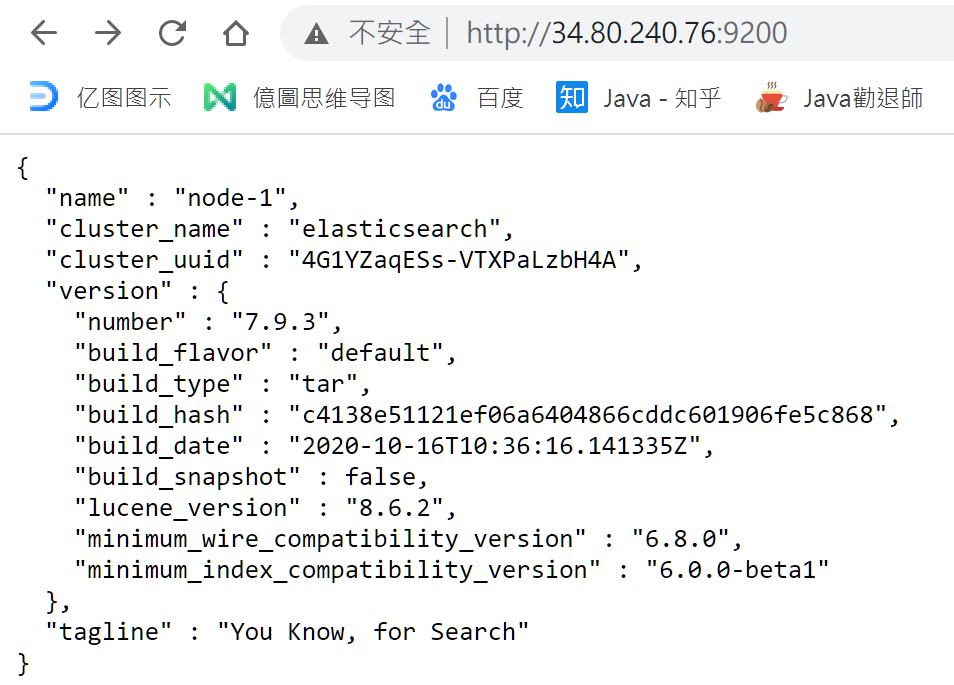 不安全 | http://34.80.240.76:9200
亿图图示 億圖思维导图 du 百度 知 Java - 知乎 Java勸退師
{
  "name" : "node-1",
  "cluster_name" : "elasticsearch",
  "cluster_uuid" : "4G1YZaqESs-VTXPaLzbH4A",
  "version" : {
    "number" : "7.9.3",
    "build_flavor" : "default",
    "build_type" : "tar",
    "build_hash" : "c4138e51121ef06a6404866cddc601906fe5c868",
    "build_date" : "2020-10-16T10:36:16.141335Z",
    "build_snapshot" : false,
    "lucene_version" : "8.6.2",
    "minimum_wire_compatibility_version" : "6.8.0",
    "minimum_index_compatibility_version" : "6.0.0-beta1"
  },
  "tagline" : "You Know, for Search"
}